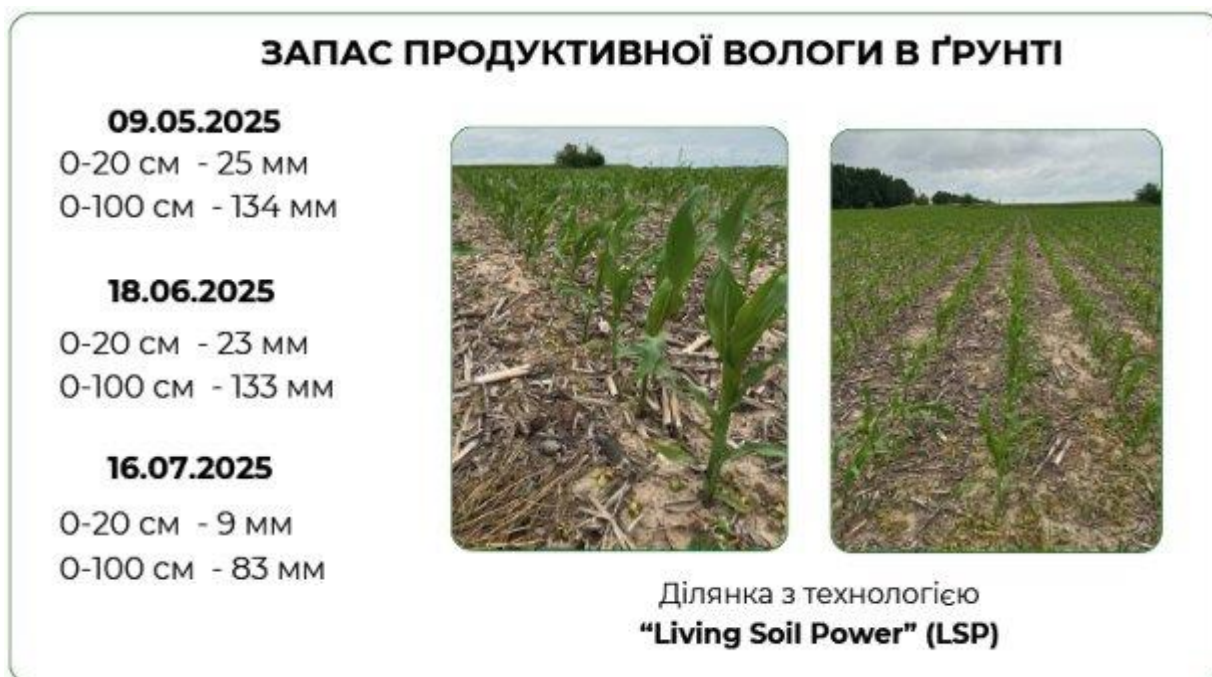 ЗАПАС ПРОДУКТИВНОЇ ВОЛОГИ В ҐРУНТІ
09.05.2025
0-20 см - 25 мм
0-100 см - 134 мм
18.06.2025
0-20 см - 23 мм
0-100 см - 133 мм
16.07.2025
0-20 см - 9 мм
0-100 см - 83 мм
Ділянка з технологією
“Living Soil Power” (LSP)